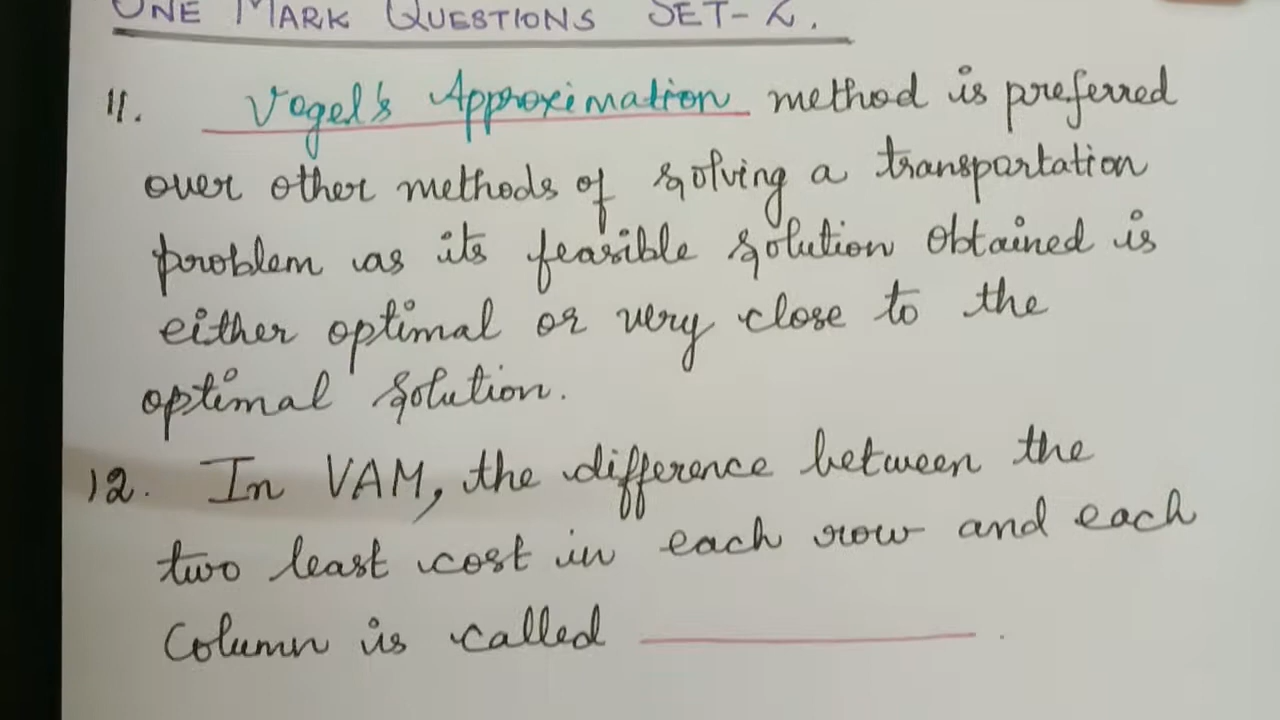 ONE MARK QUESTIONS SET-2.
11. Vogel's Approximation method is preferred
over other methods of solving a transportation
problem as its feasible solution obtained is
either optimal or very close to the
optimal solution.
12. In VAM, the difference between the
two least cost in each row and each
column is called